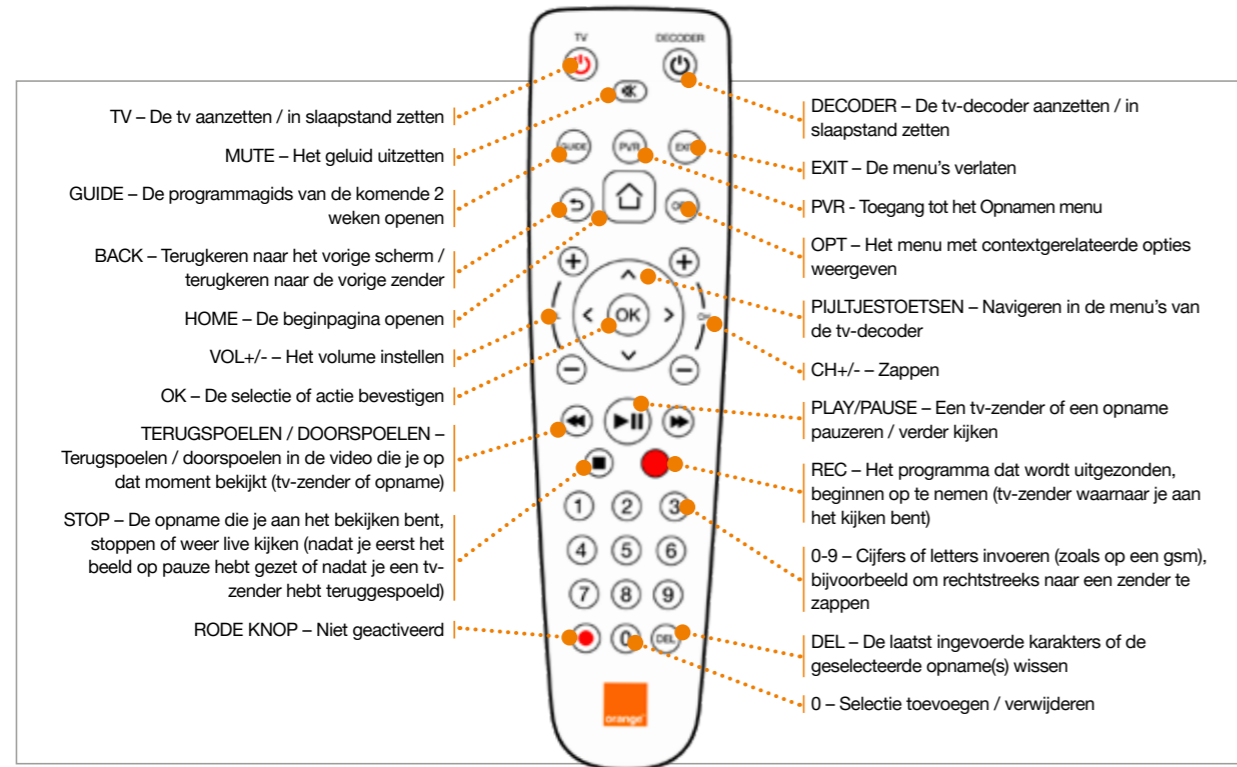 TV
DECODER
TV – De tv aanzetten / in slaapstand zetten
MUTE – Het geluid uitzetten
GUIDE – De programmagids van de komende 2
weken openen
BACK – Terugkeren naar het vorige scherm /
terugkeren naar de vorige zender
HOME – De beginpagina openen
VOL+/- – Het volume instellen
OK – De selectie of actie bevestigen
TERUGSPOELEN / DOORSPOELEN –
Terugspoelen / doorspoelen in de video die je op
dat moment bekijkt (tv-zender of opname)
STOP – De opname die je aan het bekijken bent,
stoppen of weer live kijken (nadat je eerst het
beeld op pauze hebt gezet of nadat je een tv-
zender hebt teruggespoeld)
RODE KNOP – Niet geactiveerd
GUIDE
PVR
EXIT
OK
CH
1 2 3
4 5 6
7 8 9
0 DEL
orange
DECODER – De tv-decoder aanzetten / in
slaapstand zetten
EXIT – De menu's verlaten
PVR - Toegang tot het Opnamen menu
OPT – Het menu met contextgerelateerde opties
weergeven
PIJLTJESTOETSEN – Navigeren in de menu's van
de tv-decoder
CH+/- – Zappen
PLAY/PAUSE – Een tv-zender of een opname
pauzeren / verder kijken
REC – Het programma dat wordt uitgezonden,
beginnen op te nemen (tv-zender waarnaar je aan
het kijken bent)
0-9 – Cijfers of letters invoeren (zoals op een gsm),
bijvoorbeeld om rechtstreeks naar een zender te
zappen
DEL – De laatst ingevoerde karakters of de
geselecteerde opname(s) wissen
0 – Selectie toevoegen / verwijderen